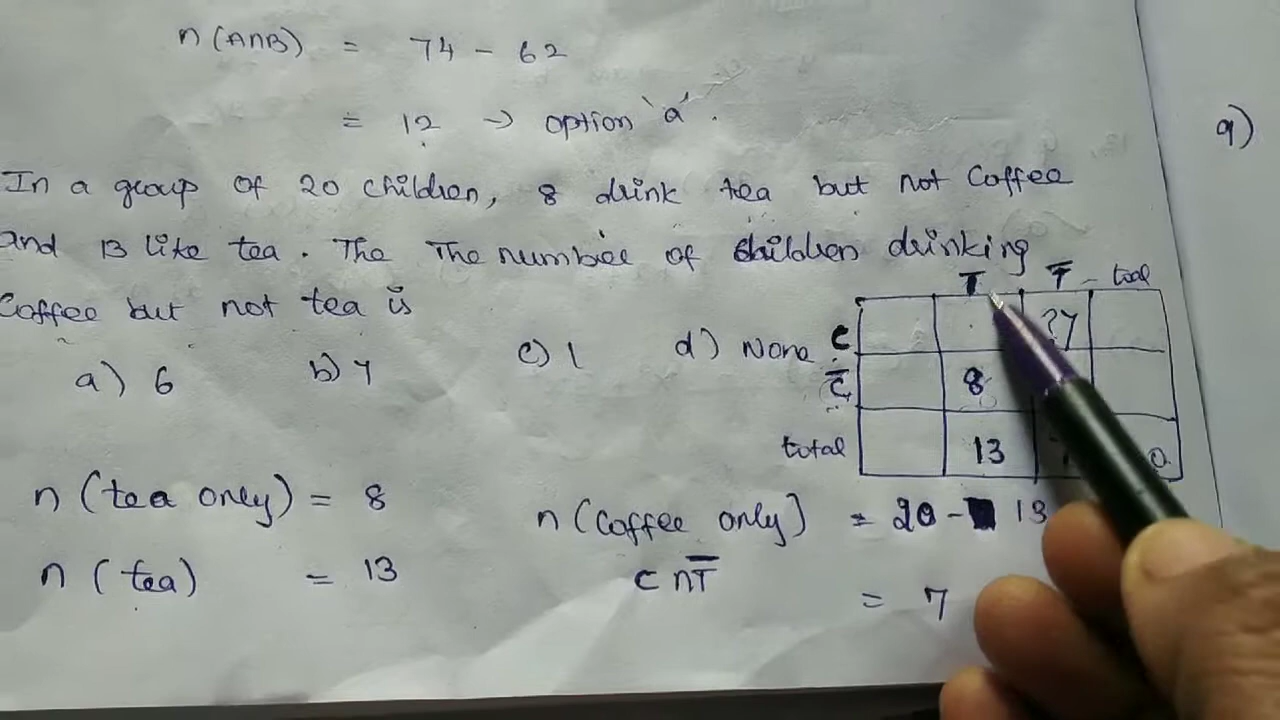 n (A∩B) = 74 - 62
= 12 → option 'a'.
9)
In a group of 20 children, 8 drink tea but not Coffee
and 13 like tea. The The number of children drinking
Coffee but not tea is
a) 6 b) 7 c) 1 d) None
T T̅ total
C ?7
C̅ 8
total 13
n (tea only) = 8
n (tea) = 13
n (Coffee only) = 20 - 13
C ∩ T̅
= 7